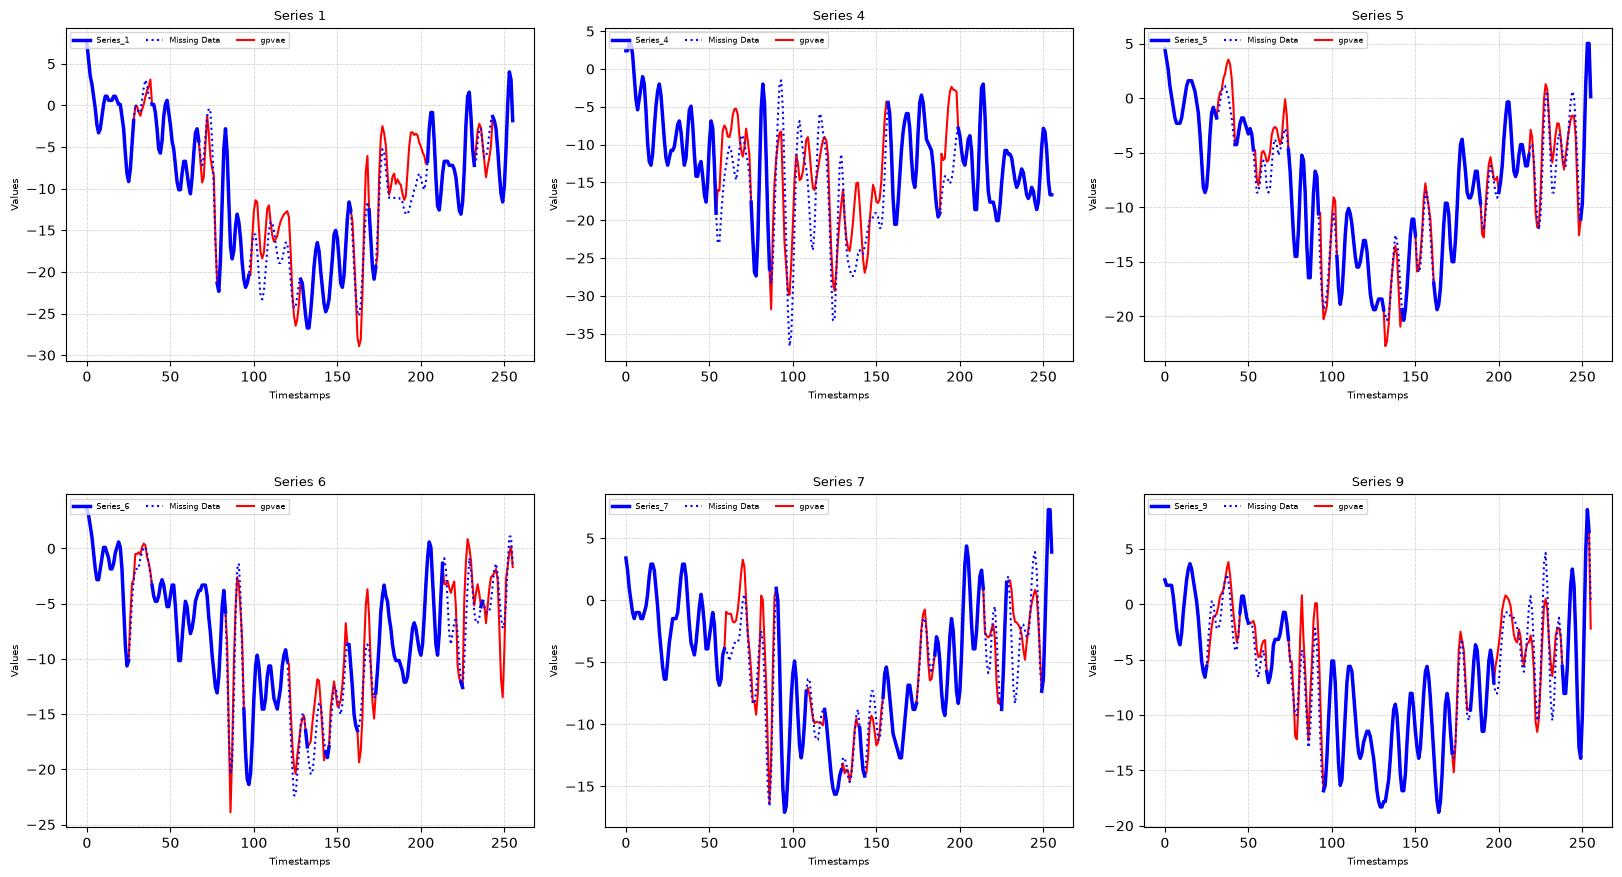 Series 1
Series_1 Missing Data gpvae
5
0
−5
−10
−15
−20
−25
−30
Values
0 50 100 150 200 250
Timestamps
Series 4
Series_4 Missing Data gpvae
5
0
−5
−10
−15
−20
−25
−30
−35
Values
0 50 100 150 200 250
Timestamps
Series 5
Series_5 Missing Data gpvae
5
0
−5
−10
−15
−20
Values
0 50 100 150 200 250
Timestamps
Series 6
Series_6 Missing Data gpvae
0
−5
−10
−15
−20
−25
Values
0 50 100 150 200 250
Timestamps
Series 7
Series_7 Missing Data gpvae
5
0
−5
−10
−15
Values
0 50 100 150 200 250
Timestamps
Series 9
Series_9 Missing Data gpvae
5
0
−5
−10
−15
−20
Values
0 50 100 150 200 250
Timestamps